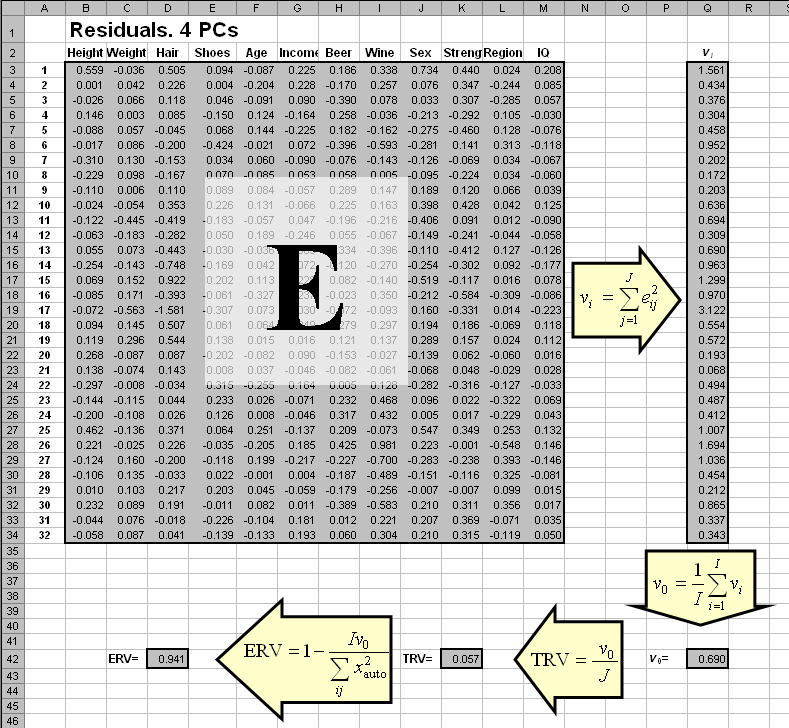 A B C D E F G H I J K L M N O P Q R
1 Residuals. 4 PCs
2 Height Weight Hair Shoes Age Income Beer Wine Sex Streng Region IQ vᵢ
3 1 0.559 -0.036 0.505 0.094 -0.087 0.225 0.186 0.338 0.734 0.440 0.024 0.208 1.561
4 2 0.001 0.042 0.226 0.004 -0.204 0.228 -0.170 0.257 0.076 0.347 -0.244 0.085 0.434
5 3 -0.026 0.066 0.118 0.046 -0.091 0.090 -0.390 0.078 0.033 0.307 -0.285 0.057 0.376
6 4 0.146 0.003 0.085 -0.150 0.124 -0.164 0.258 -0.036 -0.213 -0.292 0.105 -0.030 0.304
7 5 -0.088 0.057 -0.045 0.068 0.144 -0.225 0.182 -0.162 -0.275 -0.460 0.128 -0.076 0.458
8 6 -0.017 0.086 -0.200 -0.424 -0.021 0.072 -0.396 -0.593 -0.281 0.141 0.313 -0.118 0.952
9 7 -0.310 0.130 -0.153 0.034 0.060 -0.090 -0.076 -0.143 -0.126 -0.069 0.034 -0.067 0.202
10 8 -0.229 0.098 -0.167 0.070 -0.085 0.053 0.058 0.005 -0.095 -0.224 0.034 -0.060 0.172
11 9 -0.110 0.006 0.110 0.089 0.084 -0.057 0.289 0.147 0.189 0.120 0.066 0.039 0.203
12 10 -0.024 -0.054 0.353 0.226 0.131 -0.066 0.225 0.163 0.398 0.428 0.042 0.125 0.636
13 11 -0.122 -0.445 -0.419 -0.183 -0.057 0.047 -0.196 -0.216 -0.406 0.091 0.012 -0.090 0.694
14 12 -0.063 -0.183 -0.282 0.050 0.189 -0.246 0.055 -0.067 -0.149 -0.241 -0.044 -0.058 0.309
15 13 0.055 0.073 -0.443 -0.030 -0.396 -0.110 -0.412 0.127 -0.126 0.690
16 14 -0.254 -0.143 -0.748 -0.169 0.042 -0.270 -0.254 -0.302 0.092 -0.177 0.963
17 15 0.069 0.152 0.922 0.202 0.113 -0.140 -0.519 -0.117 0.016 0.078 1.299
18 16 -0.085 0.171 -0.393 -0.061 -0.327 0.350 -0.212 -0.584 -0.309 -0.086 0.970
19 17 -0.072 -0.563 -1.581 -0.307 -0.093 0.160 -0.331 0.014 -0.223 3.122
20 18 0.094 0.145 0.507 0.061 0.297 0.194 0.186 -0.069 0.118 0.554
21 19 0.119 0.296 0.544 0.138 0.015 0.016 0.121 0.137 0.289 0.157 0.024 0.112 0.572
22 20 0.268 -0.087 0.087 -0.202 -0.082 0.090 -0.153 -0.027 -0.139 0.062 -0.060 0.016 0.193
23 21 0.138 -0.074 0.143 0.008 0.037 -0.046 -0.082 -0.061 -0.068 0.048 -0.029 0.028 0.068
24 22 -0.297 -0.008 -0.034 0.315 -0.255 0.164 0.005 0.126 -0.282 -0.316 -0.127 -0.033 0.494
25 23 -0.144 -0.115 0.044 0.233 0.026 -0.071 0.232 0.468 0.096 0.022 -0.322 0.069 0.487
26 24 -0.200 -0.108 0.026 0.126 0.008 -0.046 0.317 0.432 0.005 0.017 -0.229 0.043 0.412
27 25 0.462 -0.136 0.371 0.064 0.251 -0.137 0.209 -0.073 0.547 0.349 0.253 0.132 1.007
28 26 0.221 -0.025 0.226 -0.035 -0.205 0.185 0.425 0.981 0.223 -0.001 -0.548 0.146 1.694
29 27 -0.124 0.160 -0.200 -0.118 0.199 -0.217 -0.227 -0.700 -0.283 -0.238 0.393 -0.146 1.036
30 28 -0.106 0.135 -0.033 0.022 -0.001 0.004 -0.187 -0.489 -0.151 -0.116 0.325 -0.081 0.454
31 29 0.010 0.103 0.217 0.203 0.045 -0.059 -0.179 -0.256 -0.007 -0.007 0.099 0.015 0.212
32 30 0.232 0.089 0.191 -0.011 0.082 0.011 -0.389 -0.583 0.210 0.311 0.356 0.017 0.865
33 31 -0.044 0.076 -0.018 -0.226 -0.104 0.181 0.012 0.221 0.207 0.369 -0.071 0.035 0.337
34 32 -0.058 0.087 0.041 -0.139 -0.133 0.193 0.060 0.304 0.210 0.315 -0.119 0.050 0.343
E
vᵢ = ∑_{j=1}^{J} e²ᵢⱼ
35
36
37 v₀ = 1/I ∑_{i=1}^{I} vᵢ
38
39
40
41
42 ERV= 0.941 ERV = 1 − Iv₀ / ∑_{ij} x²_auto TRV= 0.057 TRV = v₀ / J v₀= 0.690
43
44
45
46